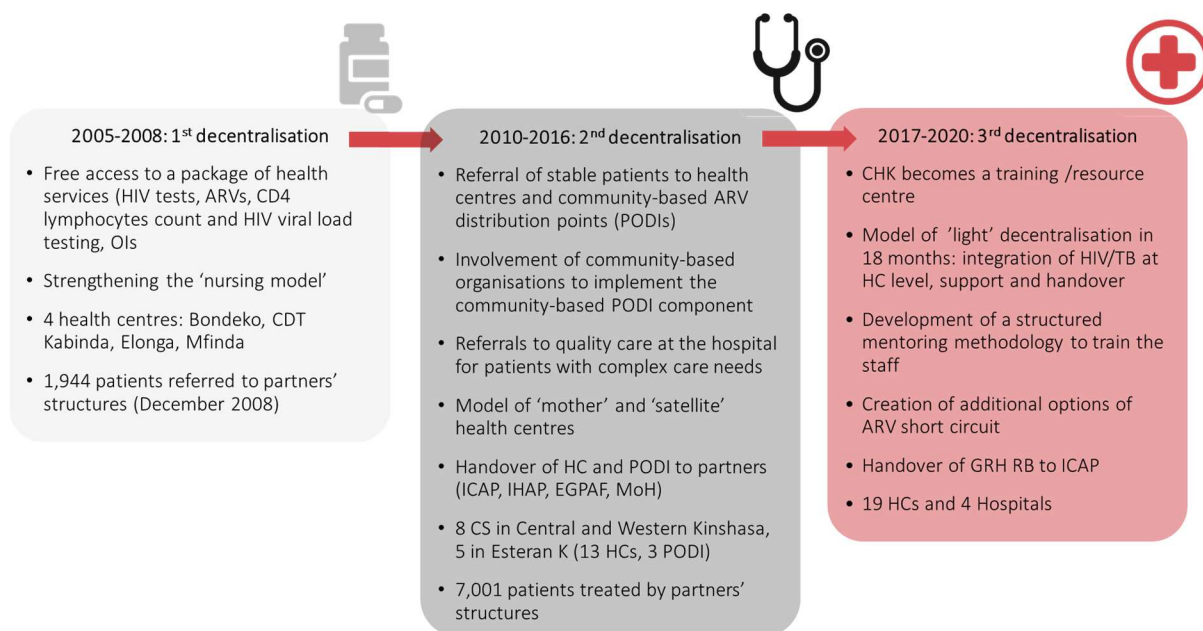 2005-2008: 1st decentralisation
• Free access to a package of health
services (HIV tests, ARVs, CD4
lymphocytes count and HIV viral load
testing, OIs
• Strengthening the ‘nursing model’
• 4 health centres: Bondeko, CDT
Kabinda, Elonga, Mfinda
• 1,944 patients referred to partners’
structures (December 2008)
2010-2016: 2nd decentralisation
• Referral of stable patients to health
centres and community-based ARV
distribution points (PODIs)
• Involvement of community-based
organisations to implement the
community-based PODI component
• Referrals to quality care at the hospital
for patients with complex care needs
• Model of ‘mother’ and ‘satellite’
health centres
• Handover of HC and PODI to partners
(ICAP, IHAP, EGPAF, MoH)
• 8 CS in Central and Western Kinshasa,
5 in Esteran K (13 HCs, 3 PODI)
• 7,001 patients treated by partners’
structures
2017-2020: 3rd decentralisation
• CHK becomes a training /resource
centre
• Model of ’light’ decentralisation in
18 months: integration of HIV/TB at
HC level, support and handover
• Development of a structured
mentoring methodology to train the
staff
• Creation of additional options of
ARV short circuit
• Handover of GRH RB to ICAP
• 19 HCs and 4 Hospitals